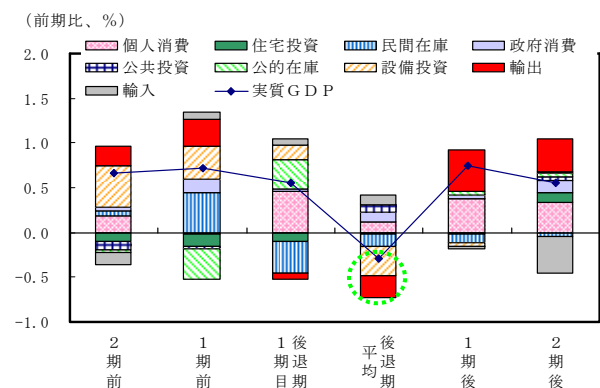 (前期比、%)
個人消費 住宅投資 民間在庫 政府消費
公共投資 公的在庫 設備投資 輸出
輸入 実質GDP
2.0
1.5
1.0
0.5
0.0
-0.5
-1.0
2期前
1期前
後退期
1期目
後退期
平均
1期後
2期後